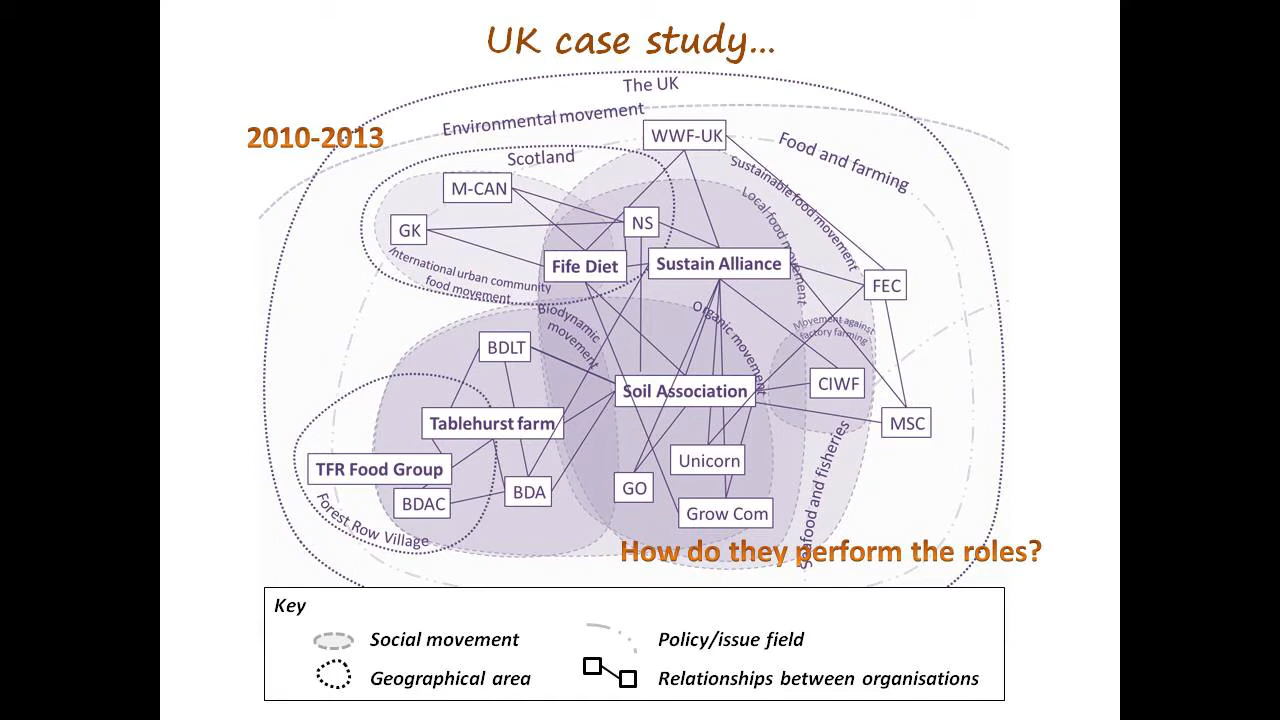 UK case study...
The UK
2010-2013
Environmental movement
WWF-UK
Food and farming
Scotland
Sustainable food movement
M-CAN
Local food movement
NS
GK
International urban community
food movement
Fife Diet
Sustain Alliance
FEC
Biodynamic
movement
Organic movement
Movement against
factory farming
BDLT
Soil Association
CIWF
Tablehurst farm
MSC
TFR Food Group
Unicorn
BDAC
BDA
GO
Grow Com
Forest Row Village
Seafood and fisheries
How do they perform the roles?
Key
Social movement
Policy/issue field
Geographical area
Relationships between organisations